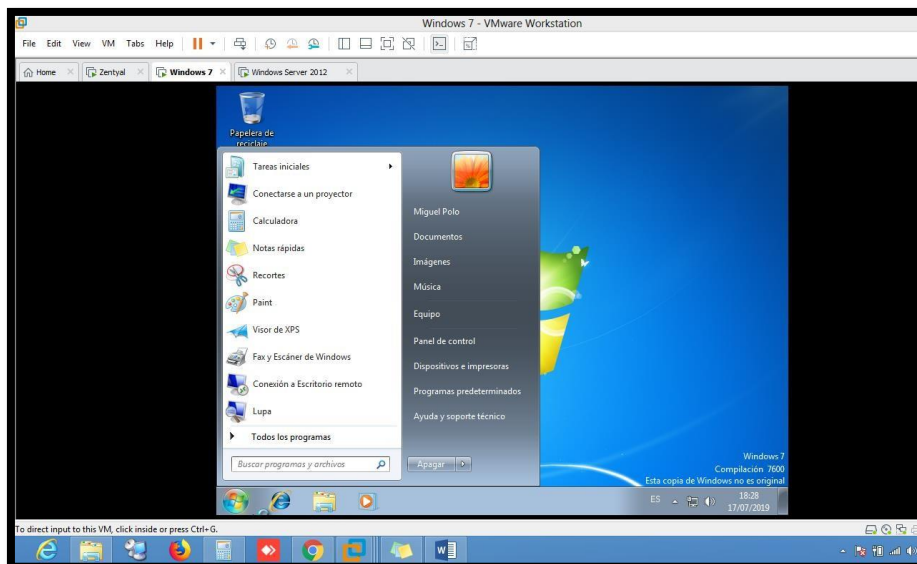 Windows 7 - VMware Workstation
File Edit View VM Tabs Help
Home Zentyal Windows 7 Windows Server 2012
Papelera de
reciclaje
Tareas iniciales
Conectarse a un proyector
Calculadora
Notas rápidas
Recortes
Paint
Visor de XPS
Fax y Escáner de Windows
Conexión a Escritorio remoto
Lupa
Todos los programas
Buscar programas y archivos
Miguel Polo
Documentos
Imágenes
Música
Equipo
Panel de control
Dispositivos e impresoras
Programas predeterminados
Ayuda y soporte técnico
Apagar
Windows 7
Compilación 7600
Esta copia de Windows no es original
ES
18:28
17/07/2019
To direct input to this VM, click inside or press Ctrl+G.